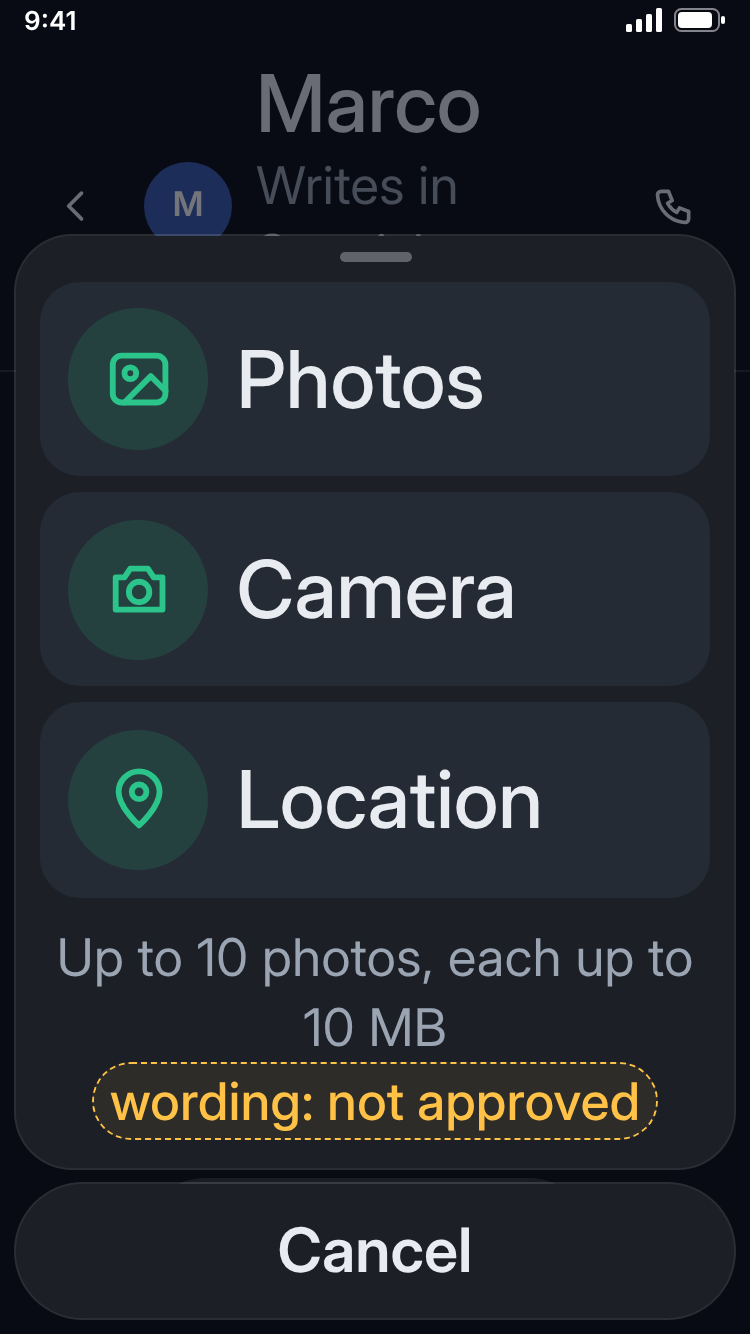 9:41
Marco
Writes in
M
Photos
Camera
Location
Up to 10 photos, each up to
10 MB
wording: not approved
Cancel